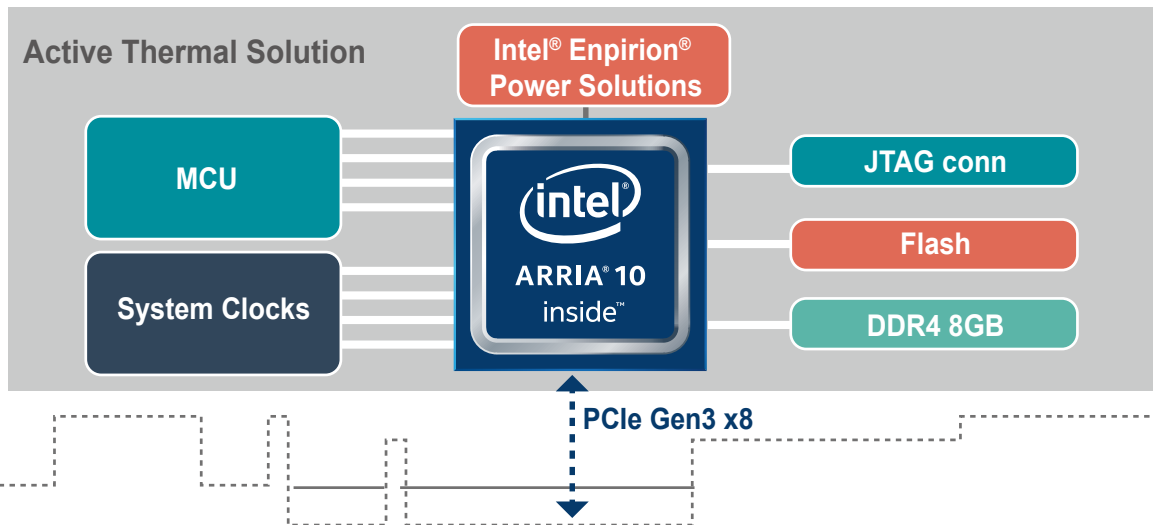 Active Thermal Solution
Intel® Enpirion®
Power Solutions
MCU
System Clocks
intel®
ARRIA® 10
inside™
JTAG conn
Flash
DDR4 8GB
PCIe Gen3 x8